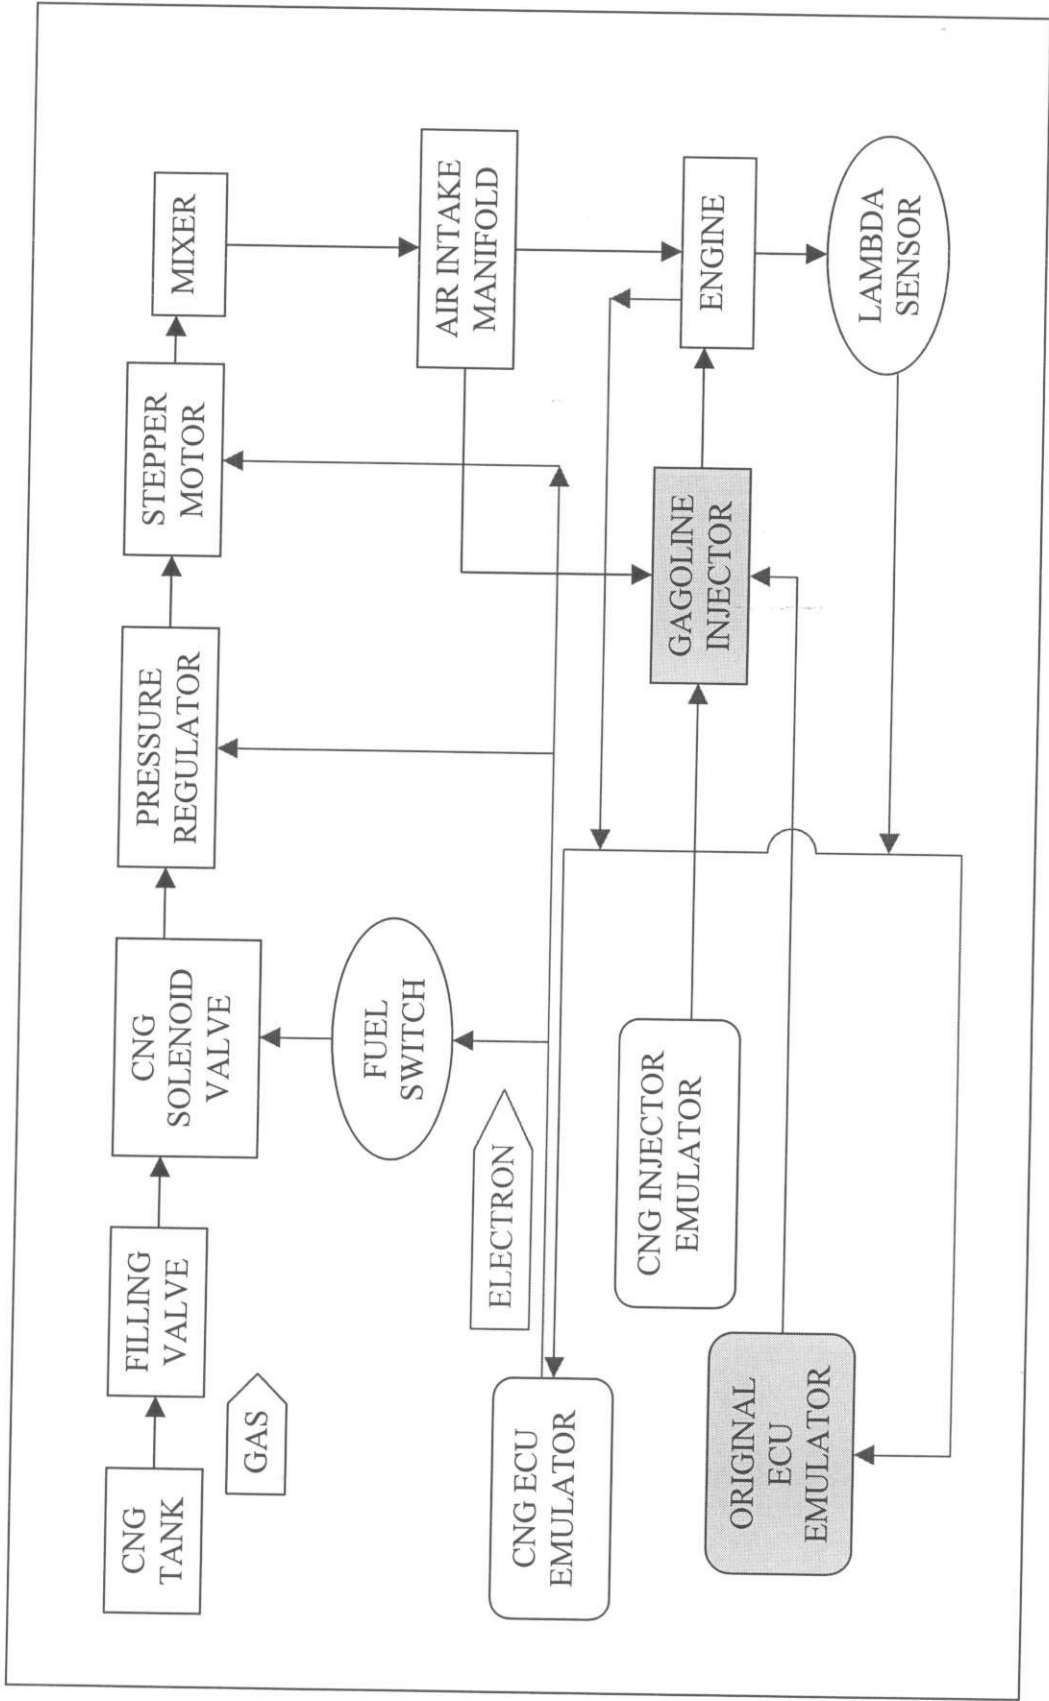 CNG
TANK
FILLING
VALVE
CNG
SOLENOID
VALVE
PRESSURE
REGULATOR
STEPPER
MOTOR
MIXER
GAS
FUEL
SWITCH
AIR INTAKE
MANIFOLD
ELECTRON
CNG ECU
EMULATOR
CNG INJECTOR
EMULATOR
GAGOLINE
INJECTOR
ENGINE
ORIGINAL
ECU
EMULATOR
LAMBDA
SENSOR